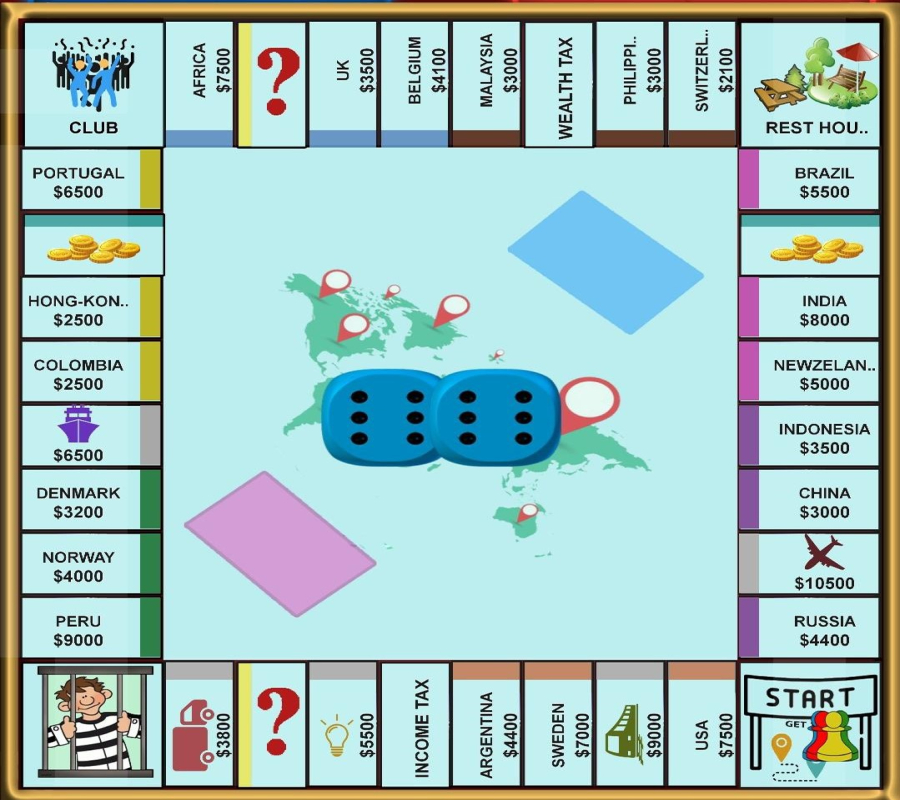 CLUB
AFRICA
$7500
?
UK
$3500
BELGIUM
$4100
MALAYSIA
$3000
WEALTH TAX
PHILIPPI..
$3000
SWITZERL..
$2100
REST HOU..
PORTUGAL
$6500
HONG-KON..
$2500
COLOMBIA
$2500
$6500
DENMARK
$3200
NORWAY
$4000
PERU
$9000
BRAZIL
$5500
INDIA
$8000
NEWZELAN..
$5000
INDONESIA
$3500
CHINA
$3000
$10500
RUSSIA
$4400
$3800
?
$5500
INCOME TAX
ARGENTINA
$4400
SWEDEN
$7000
$9000
USA
$7500
START
GET